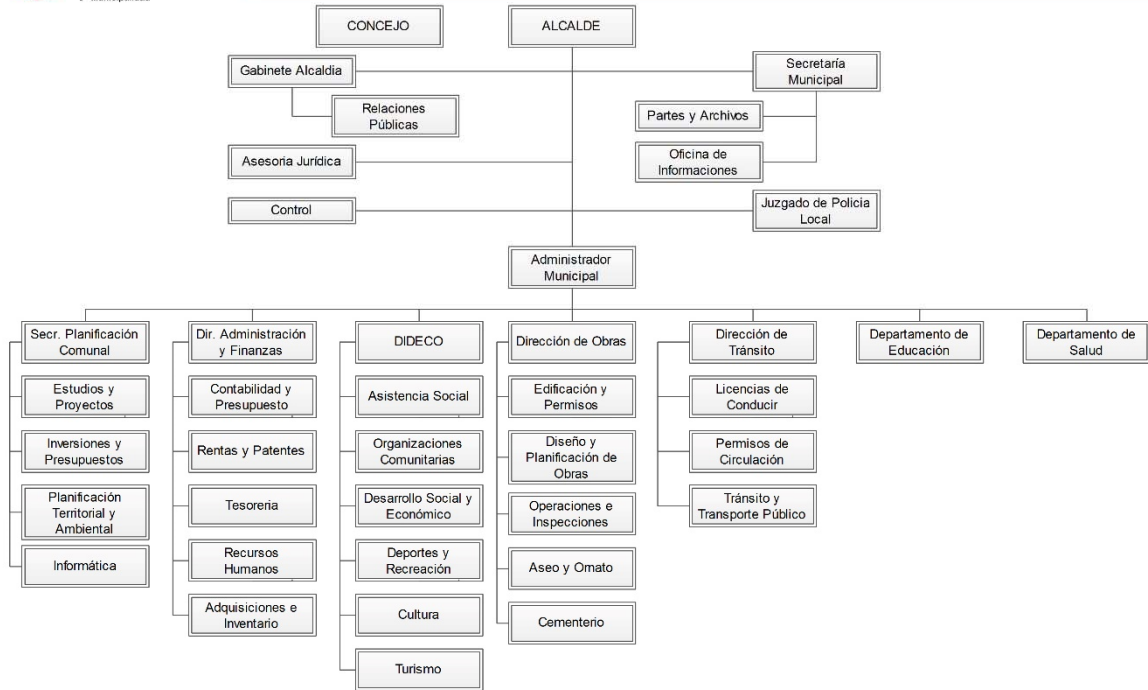 CONCEJO
ALCALDE
Gabinete Alcaldia
Secretaría
Municipal
Relaciones
Públicas
Partes y Archivos
Asesoria Jurídica
Oficina de
Informaciones
Control
Juzgado de Policia
Local
Administrador
Municipal
Secr. Planificación
Comunal
Dir. Administración
y Finanzas
DIDECO
Dirección de Obras
Dirección de
Tránsito
Departamento de
Educación
Departamento de
Salud
Estudios y
Proyectos
Contabilidad y
Presupuesto
Asistencia Social
Edificación y
Permisos
Licencias de
Conducir
Inversiones y
Presupuestos
Rentas y Patentes
Organizaciones
Comunitarias
Diseño y
Planificación de
Obras
Permisos de
Circulación
Planificación
Territorial y
Ambiental
Tesoreria
Desarrollo Social y
Económico
Operaciones e
Inspecciones
Tránsito y
Transporte Público
Informática
Recursos
Humanos
Deportes y
Recreación
Aseo y Ornato
Adquisiciones e
Inventario
Cultura
Cementerio
Turismo